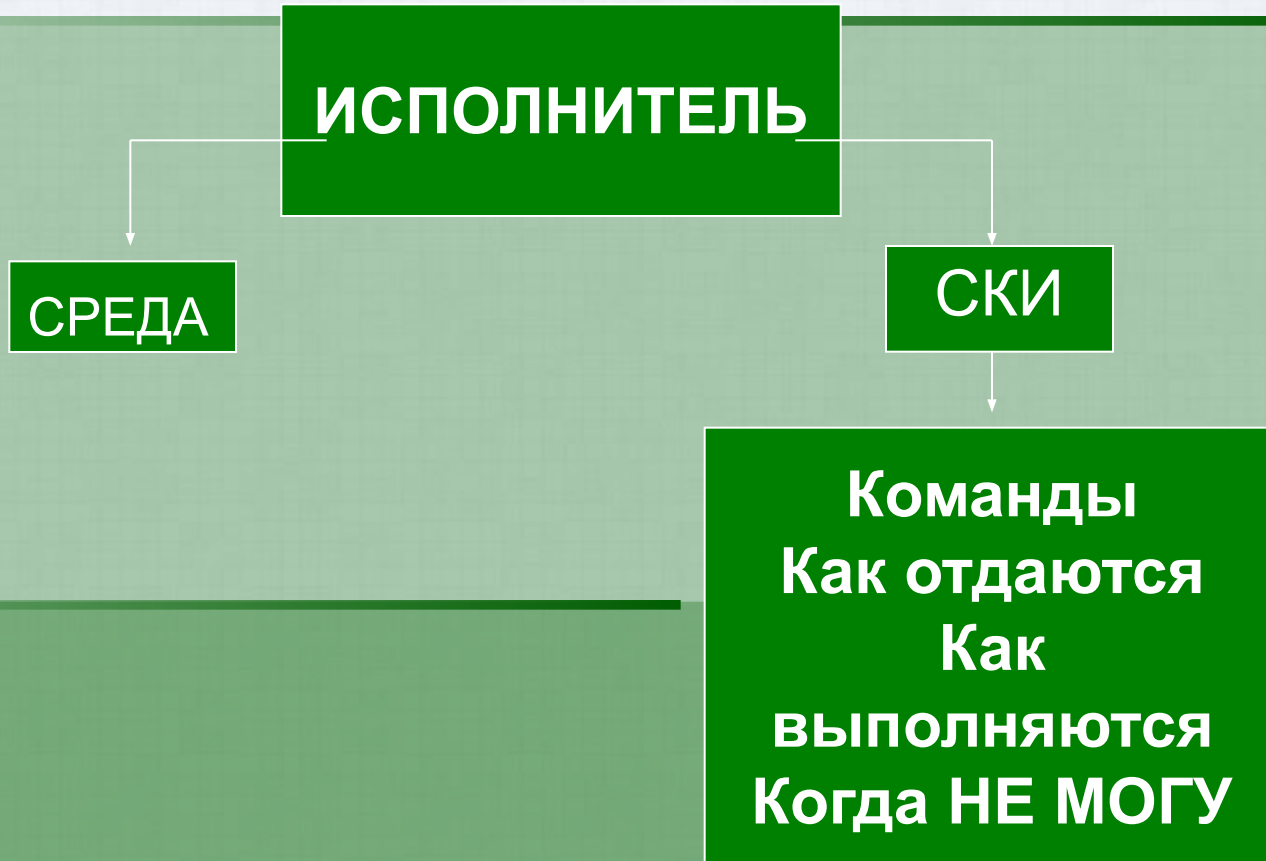 ИСПОЛНИТЕЛЬ
СРЕДА
СКИ
Команды
Как отдаются
Как
выполняются
Когда НЕ МОГУ